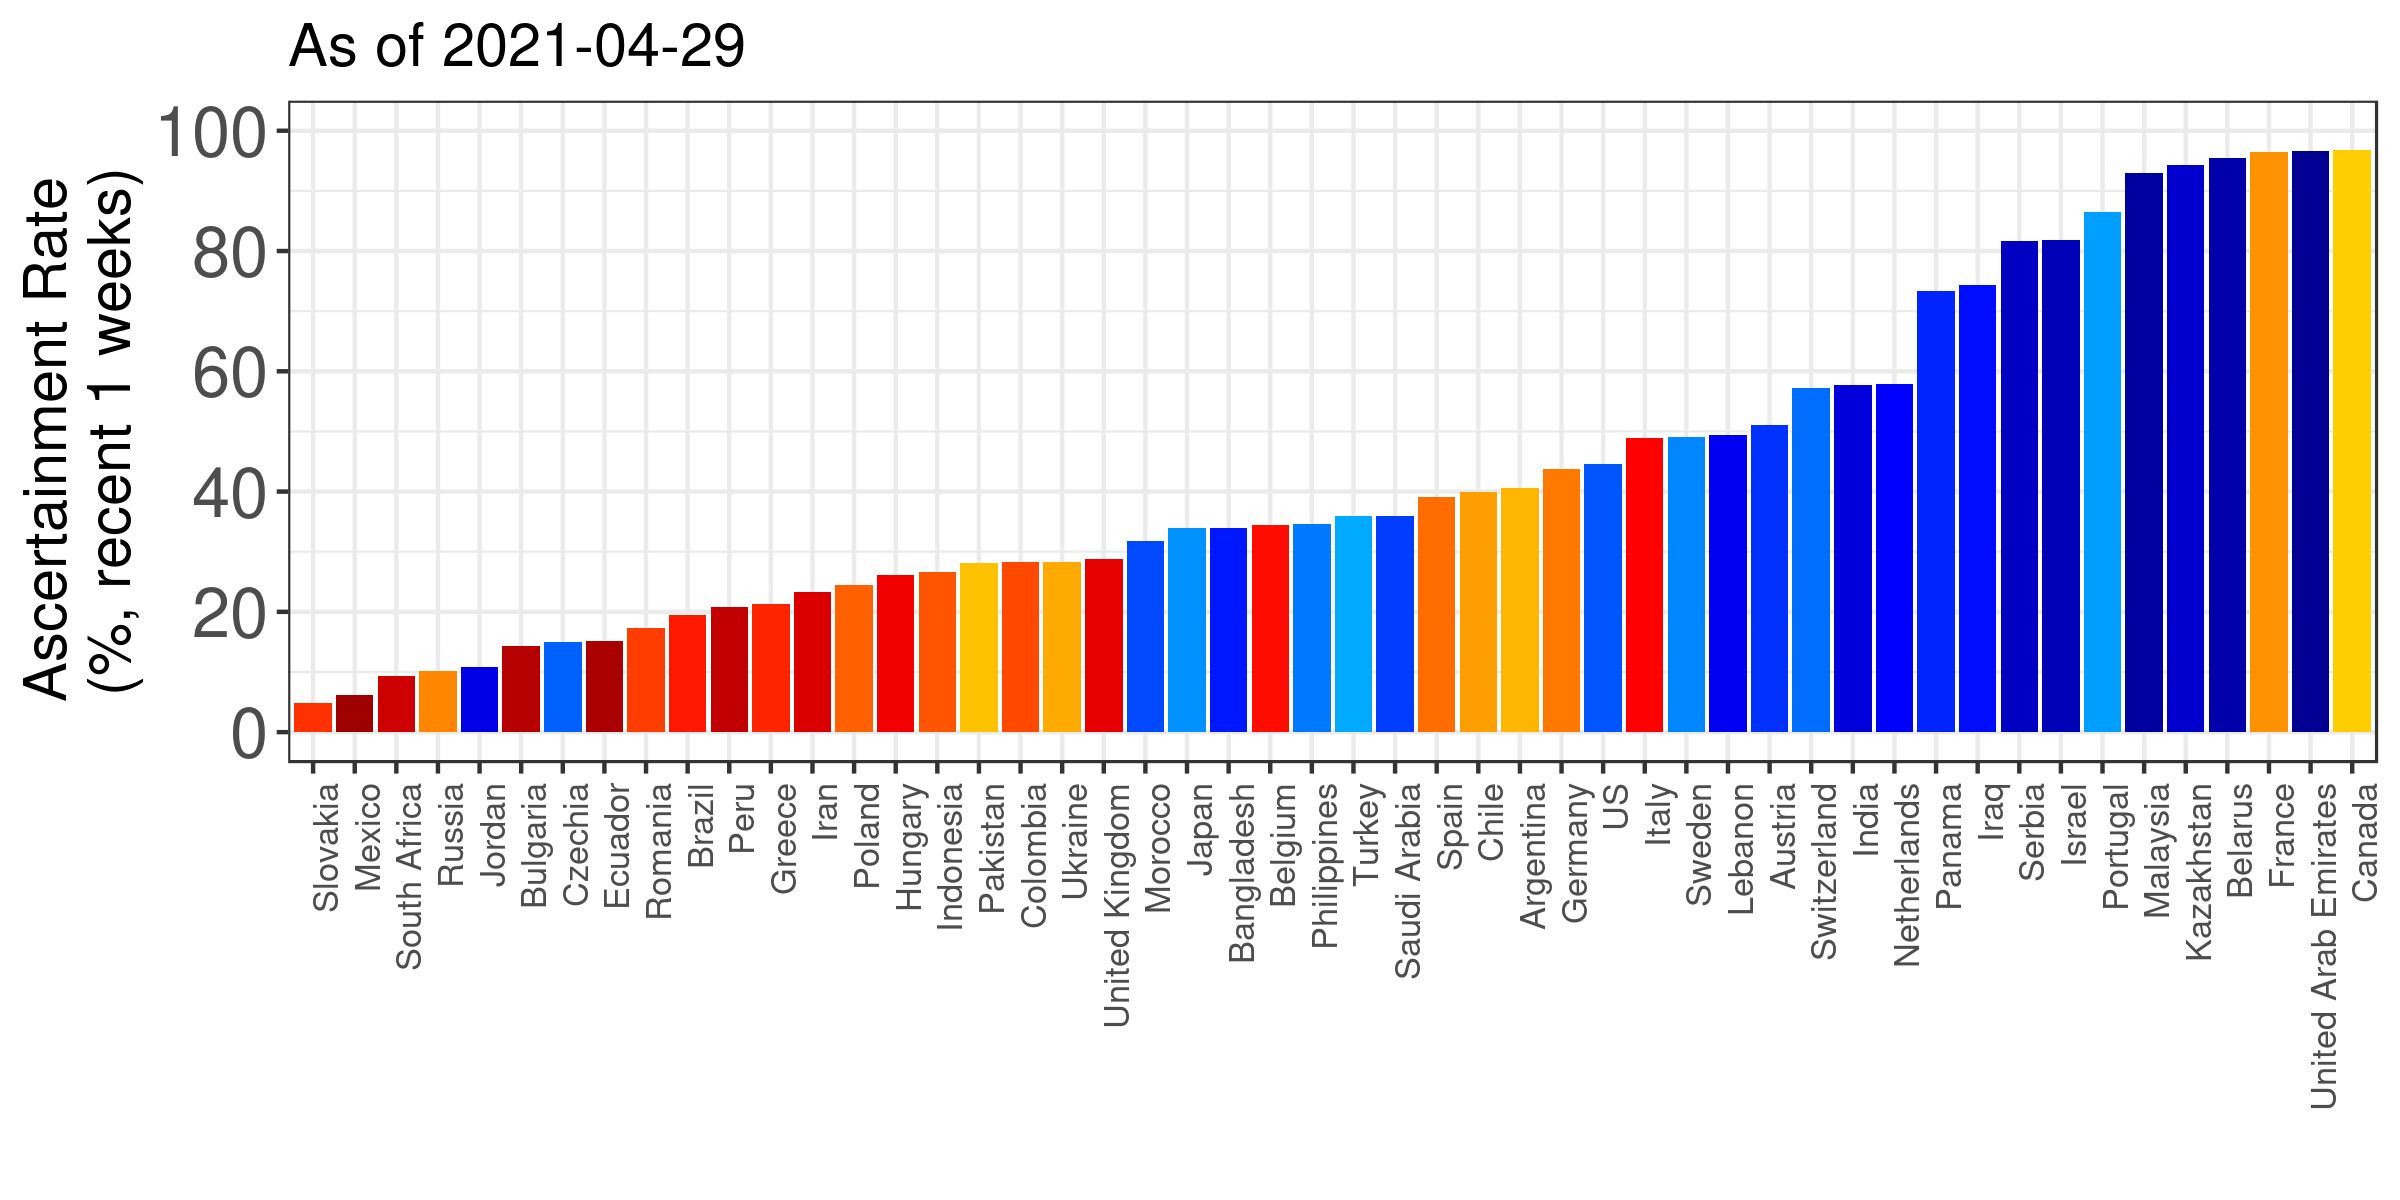 As of 2021-04-29
Ascertainment Rate
(%, recent 1 weeks)
100
80
60
40
20
0
Slovakia
Mexico
South Africa
Russia
Jordan
Bulgaria
Czechia
Ecuador
Romania
Brazil
Peru
Greece
Iran
Poland
Hungary
Indonesia
Pakistan
Colombia
Ukraine
United Kingdom
Morocco
Japan
Bangladesh
Belgium
Philippines
Turkey
Saudi Arabia
Spain
Chile
Argentina
Germany
US
Italy
Sweden
Lebanon
Austria
Switzerland
India
Netherlands
Panama
Iraq
Serbia
Israel
Portugal
Malaysia
Kazakhstan
Belarus
France
United Arab Emirates
Canada